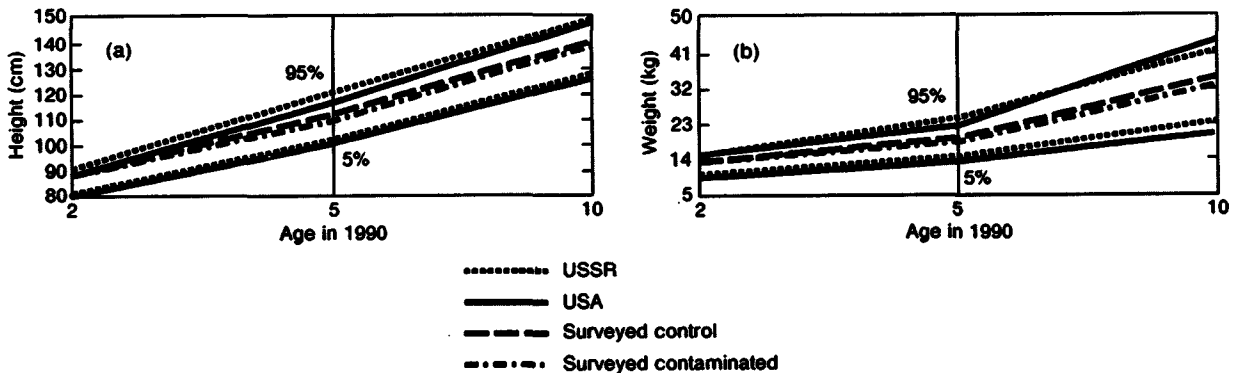 (a)
Height (cm)
150
140
130
120
110
100
90
80
95%
5%
2
5
10
Age in 1990
(b)
Weight (kg)
50
41
32
23
14
5
95%
5%
2
5
10
Age in 1990
USSR
USA
Surveyed control
Surveyed contaminated